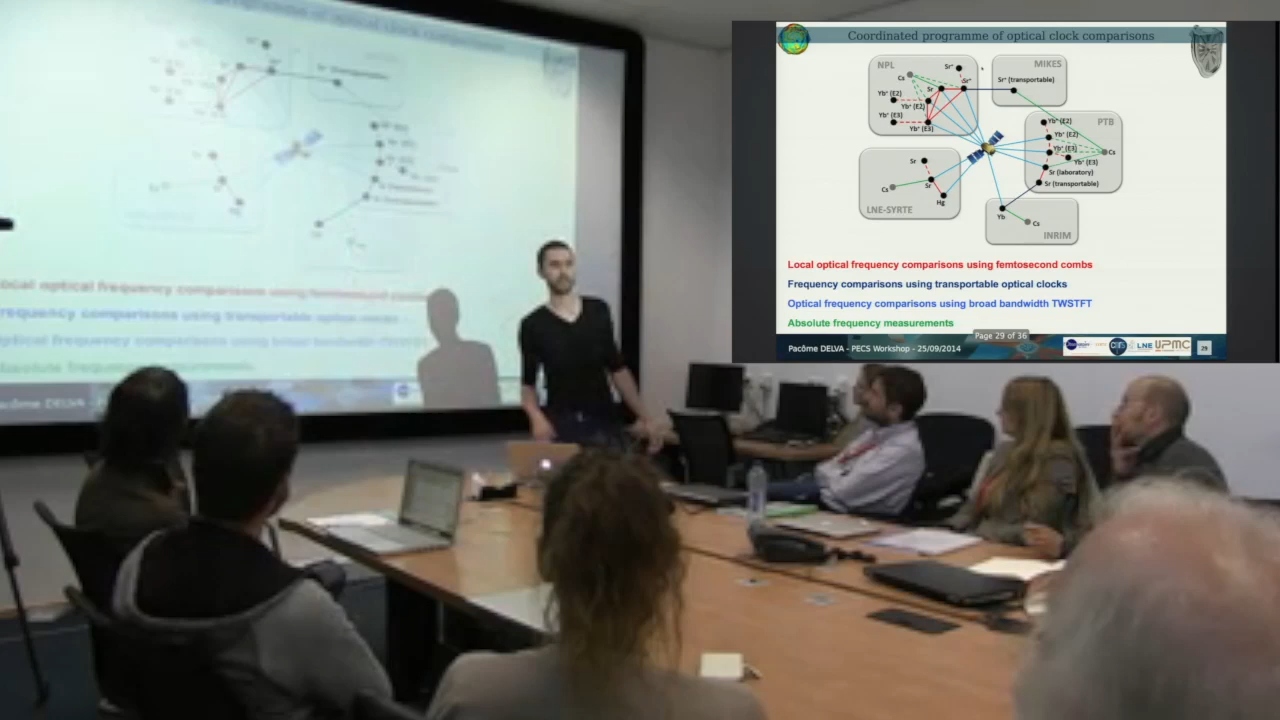 Coordinated programme of optical clock comparisons
NPL
MIKES
Sr⁺
Cs
Sr
Sr⁺
Sr⁺ (transportable)
Yb⁺ (E2)
Yb⁺ (E2)
Yb⁺ (E3)
Yb⁺ (E3)
PTB
Yb⁺ (E2)
Yb⁺ (E2)
Yb⁺ (E3)
Yb⁺ (E3)
Cs
Sr (laboratory)
Sr (transportable)
Sr
Cs
Sr
Hg
LNE-SYRTE
Yb
Cs
INRIM
Local optical frequency comparisons using femtosecond combs
Frequency comparisons using transportable optical clocks
Optical frequency comparisons using broad bandwidth TWSTFT
Absolute frequency measurements
Page 29 of 36
Pacôme DELVA - PECS Workshop - 25/09/2014
LNE
UPMC
29